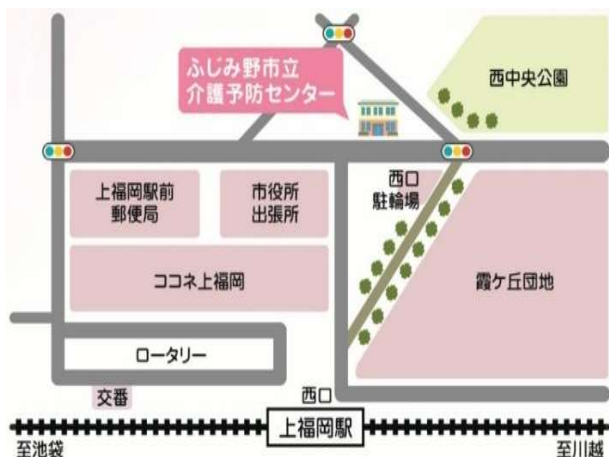 ふじみ野市立
介護予防センター
西中央公園
上福岡駅前
郵便局
市役所
出張所
西口
駐輪場
ココネ上福岡
霞ケ丘団地
ロータリー
交番
西口
上福岡駅
至池袋
至川越